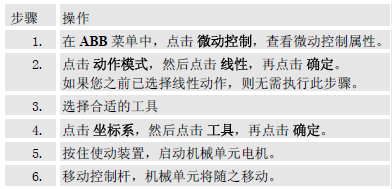 步骤 操作
1. 在 ABB 菜单中，点击 微动控制，查看微动控制属性。
2. 点击 动作模式，然后点击 线性，再点击 确定。
如果您之前已选择线性动作，则无需执行此步骤。
3. 选择合适的工具
4. 点击 坐标系，然后点击 工具，再点击 确定。
5. 按住使动装置，启动机械单元电机。
6. 移动控制杆，机械单元将随之移动。